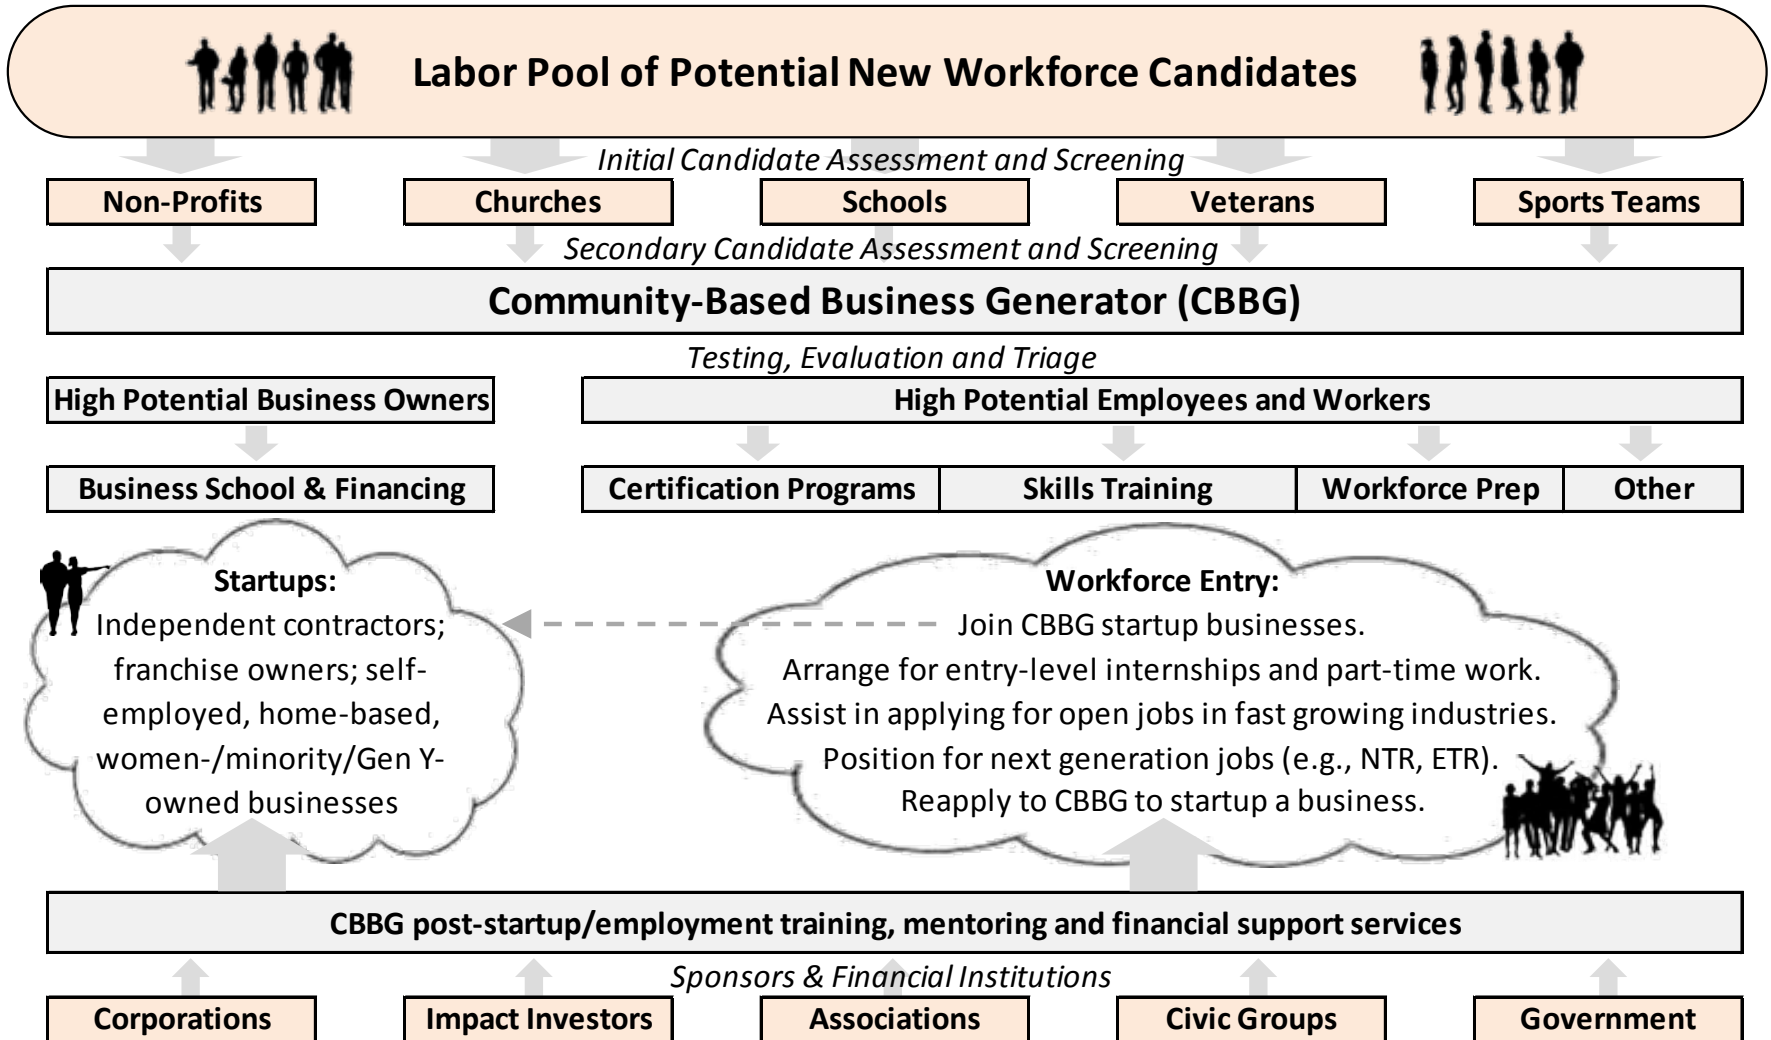 Labor Pool of Potential New Workforce Candidates
Initial Candidate Assessment and Screening
Non-Profits
Churches
Schools
Veterans
Sports Teams
Secondary Candidate Assessment and Screening
Community-Based Business Generator (CBBG)
Testing, Evaluation and Triage
High Potential Business Owners
High Potential Employees and Workers
Business School & Financing
Certification Programs
Skills Training
Workforce Prep
Other
Startups:
Independent contractors;
franchise owners; self-
employed, home-based,
women-/minority/Gen Y-
owned businesses
Workforce Entry:
Join CBBG startup businesses.
Arrange for entry-level internships and part-time work.
Assist in applying for open jobs in fast growing industries.
Position for next generation jobs (e.g., NTR, ETR).
Reapply to CBBG to startup a business.
CBBG post-startup/employment training, mentoring and financial support services
Sponsors & Financial Institutions
Corporations
Impact Investors
Associations
Civic Groups
Government